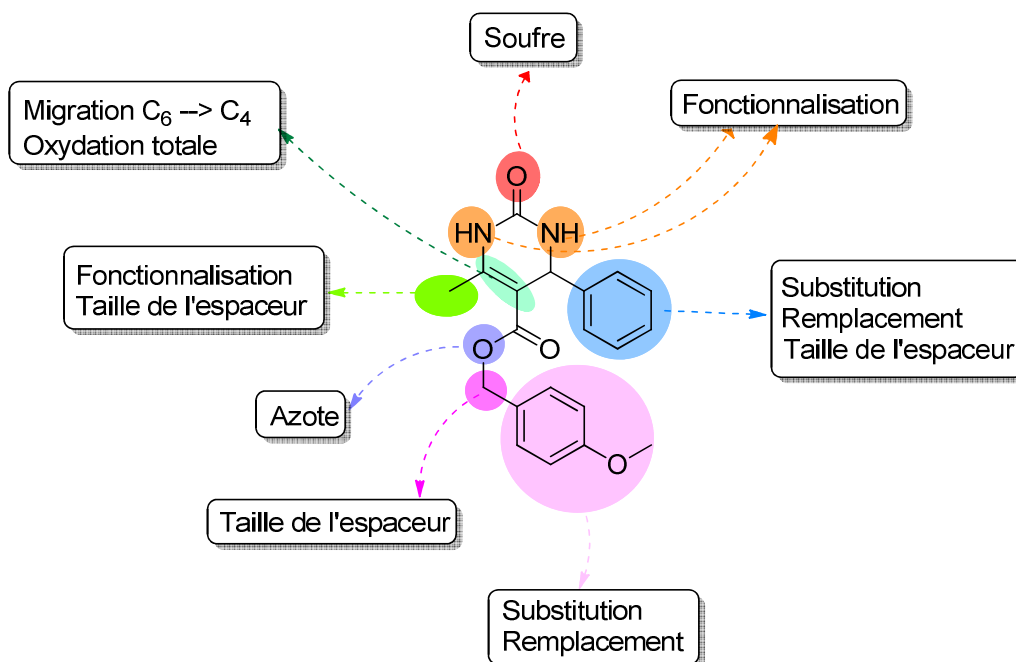 Soufre
Migration C₆ --> C₄
Oxydation totale
Fonctionnalisation
O
HN
NH
Fonctionnalisation
Taille de l'espaceur
Substitution
Remplacement
Taille de l'espaceur
O
O
Azote
O
Taille de l'espaceur
Substitution
Remplacement